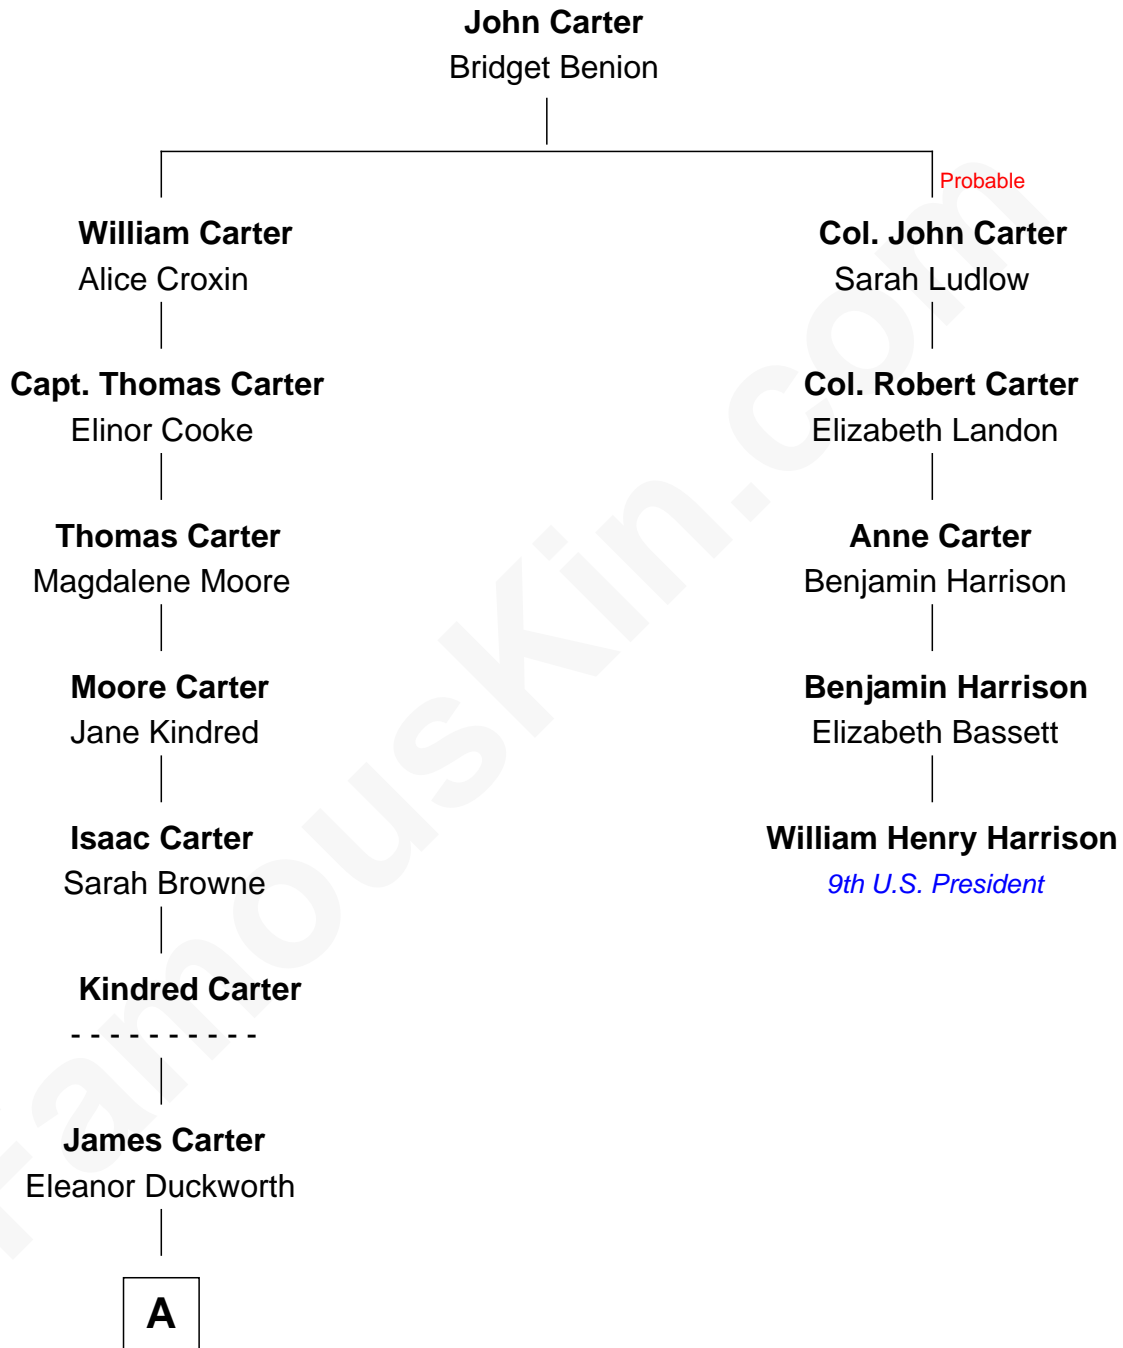 John Carter
Bridget Benion
Probable
William Carter
Alice Croxin
Col. John Carter
Sarah Ludlow
Capt. Thomas Carter
Elinor Cooke
Col. Robert Carter
Elizabeth Landon
Thomas Carter
Magdalene Moore
Anne Carter
Benjamin Harrison
Moore Carter
Jane Kindred
Benjamin Harrison
Elizabeth Bassett
Isaac Carter
Sarah Browne
William Henry Harrison
9th U.S. President
Kindred Carter
- - - - - - - - - -
James Carter
Eleanor Duckworth
A
FamousKin.com